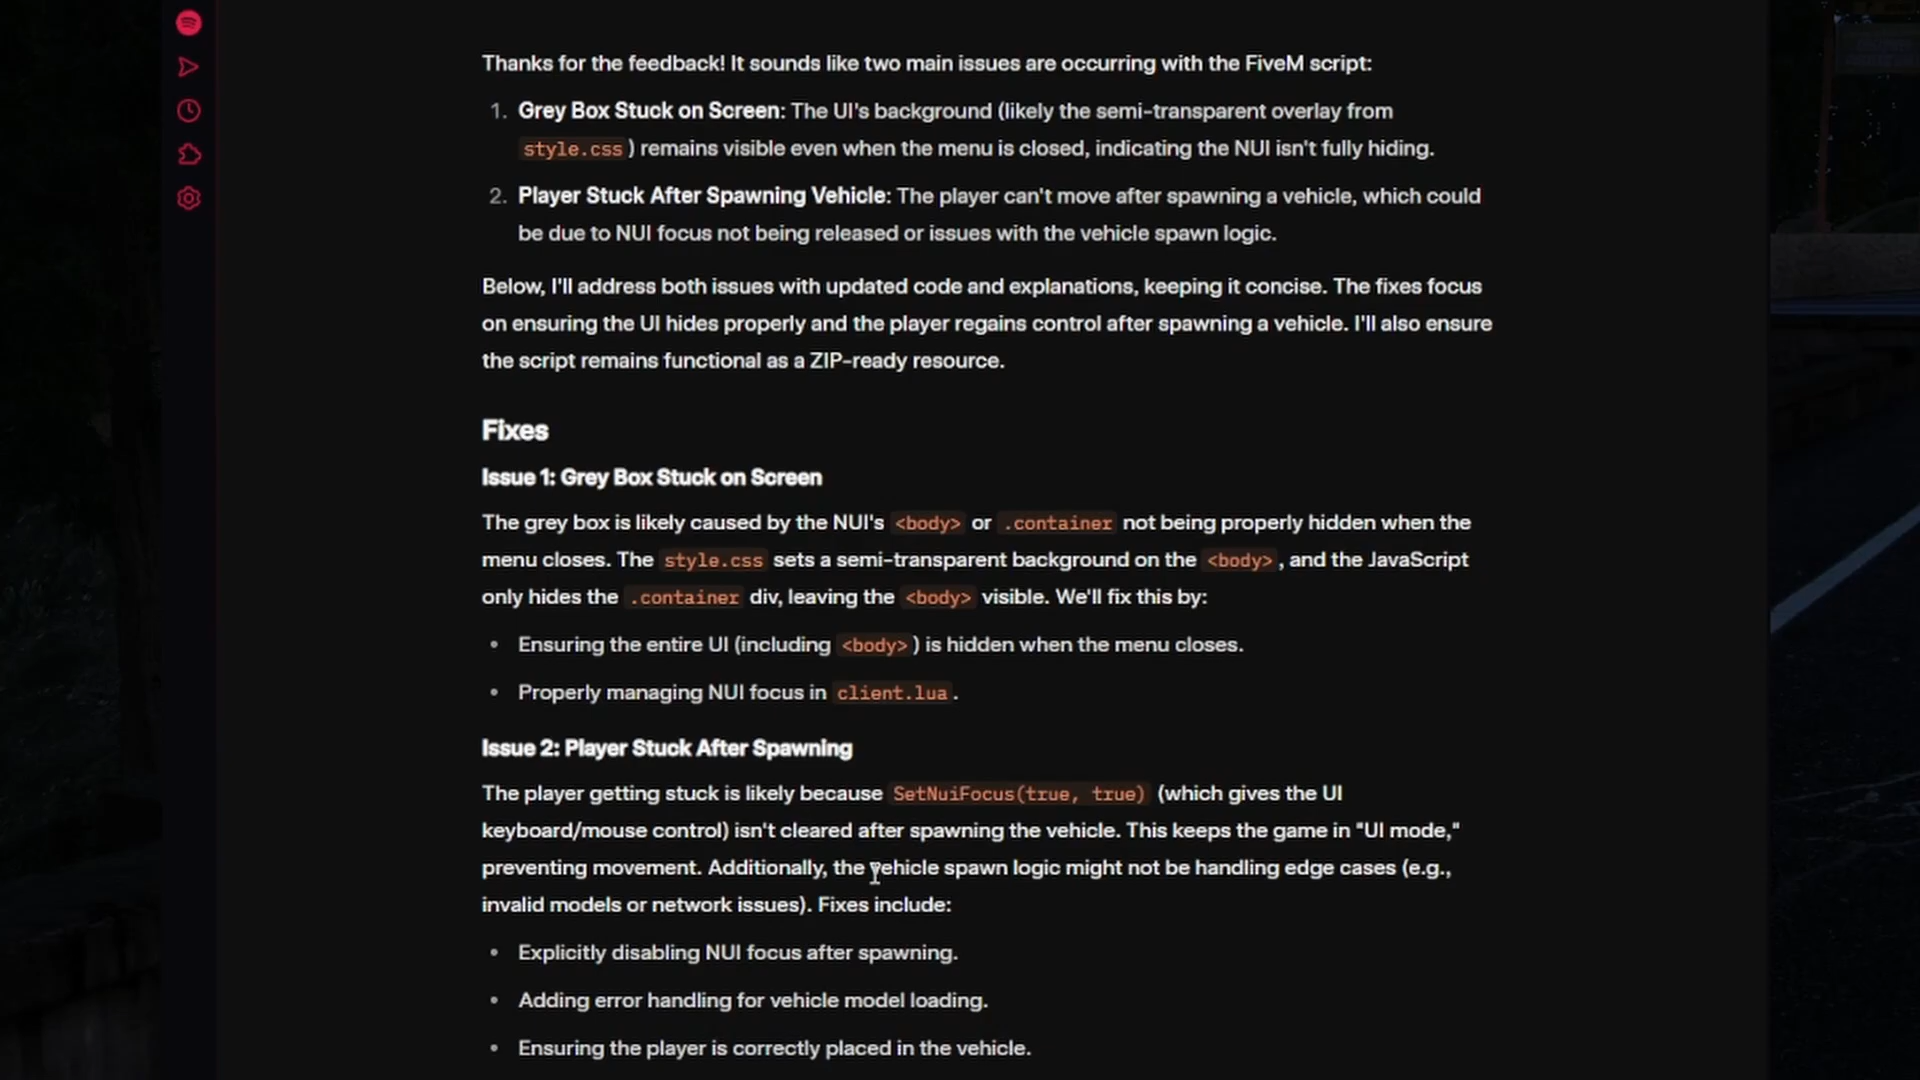 Thanks for the feedback! It sounds like two main issues are occurring with the FiveM script:
1. Grey Box Stuck on Screen: The UI's background (likely the semi-transparent overlay from
style.css) remains visible even when the menu is closed, indicating the NUI isn't fully hiding.
2. Player Stuck After Spawning Vehicle: The player can't move after spawning a vehicle, which could
be due to NUI focus not being released or issues with the vehicle spawn logic.
Below, I'll address both issues with updated code and explanations, keeping it concise. The fixes focus
on ensuring the UI hides properly and the player regains control after spawning a vehicle. I'll also ensure
the script remains functional as a ZIP-ready resource.
Fixes
Issue 1: Grey Box Stuck on Screen
The grey box is likely caused by the NUI's <body> or .container not being properly hidden when the
menu closes. The style.css sets a semi-transparent background on the <body>, and the JavaScript
only hides the .container div, leaving the <body> visible. We'll fix this by:
• Ensuring the entire UI (including <body>) is hidden when the menu closes.
• Properly managing NUI focus in client.lua.
Issue 2: Player Stuck After Spawning
The player getting stuck is likely because SetNuiFocus(true, true) (which gives the UI
keyboard/mouse control) isn't cleared after spawning the vehicle. This keeps the game in "UI mode,"
preventing movement. Additionally, the vehicle spawn logic might not be handling edge cases (e.g.,
invalid models or network issues). Fixes include:
• Explicitly disabling NUI focus after spawning.
• Adding error handling for vehicle model loading.
• Ensuring the player is correctly placed in the vehicle.